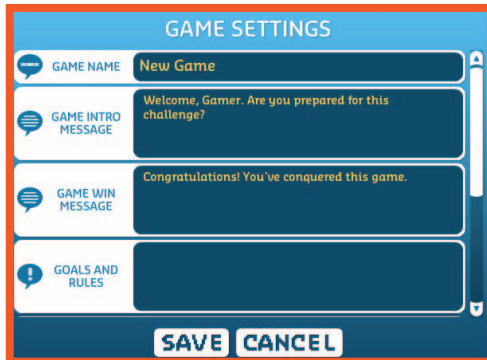 GAME SETTINGS
GAME NAME
New Game
GAME INTRO
MESSAGE
Welcome, Gamer. Are you prepared for this
challenge?
GAME WIN
MESSAGE
Congratulations! You've conquered this game.
GOALS AND
RULES
SAVE CANCEL